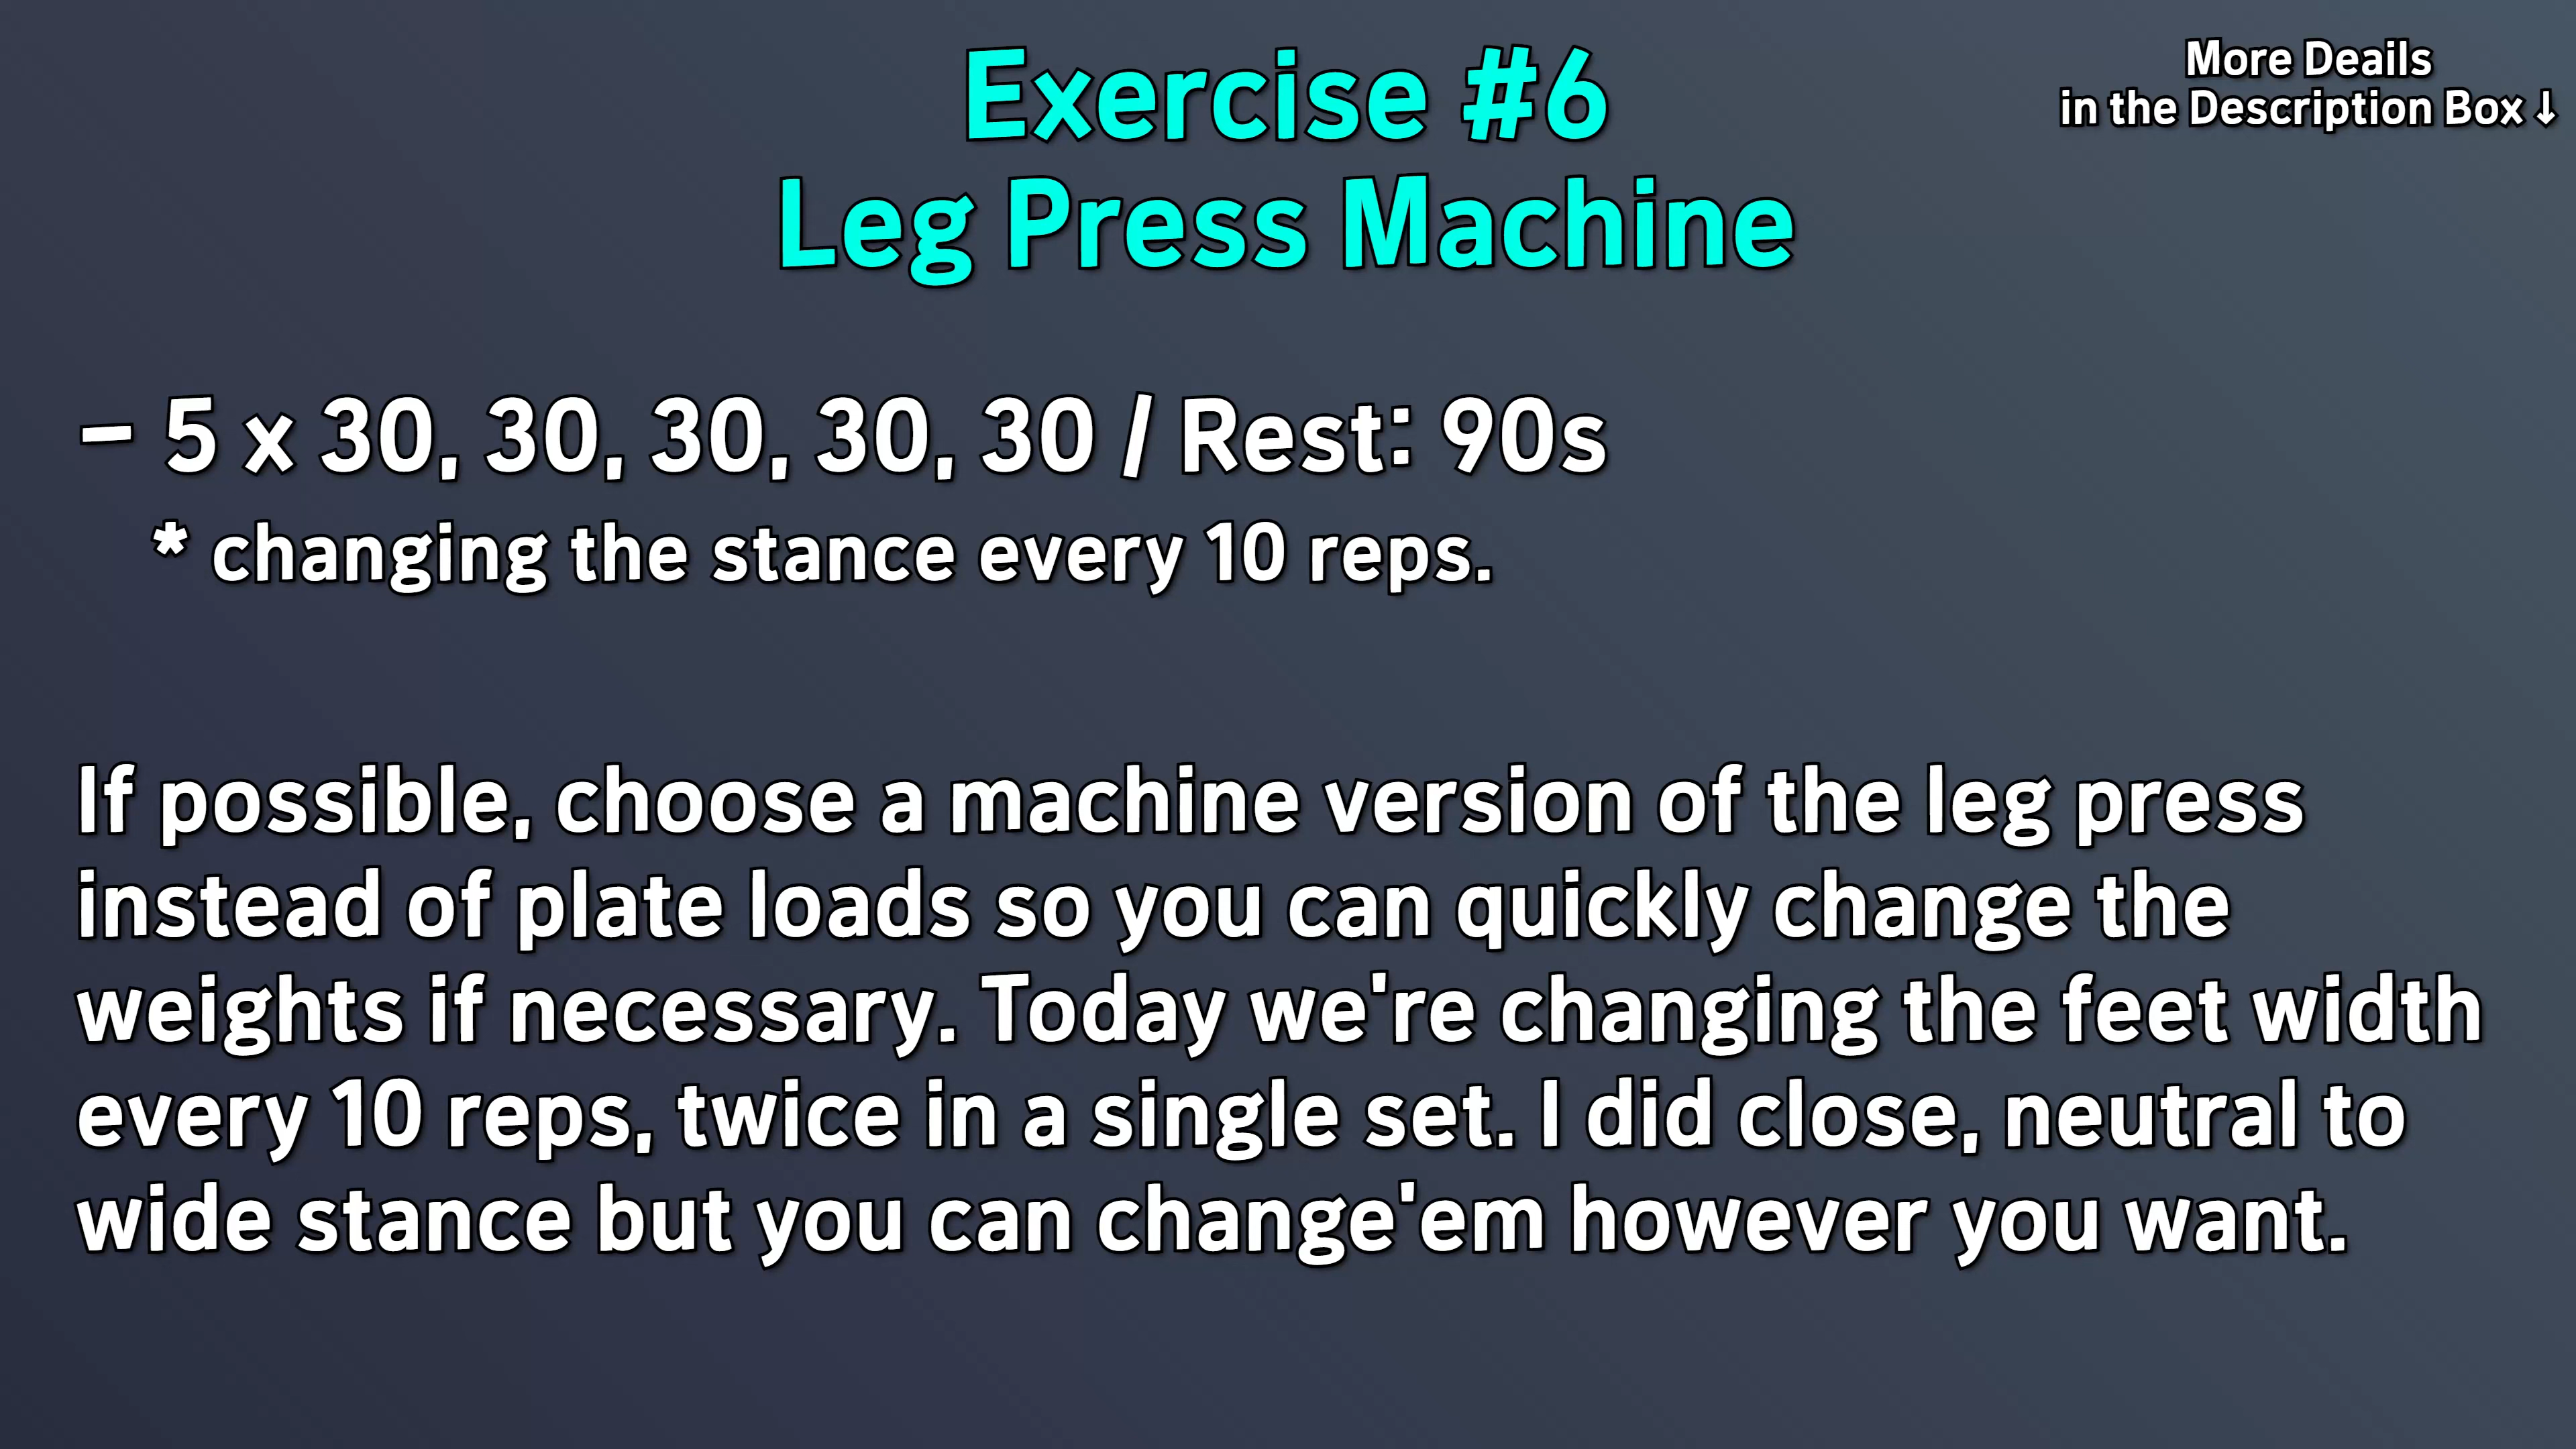 Exercise #6
Leg Press Machine
More Deails
in the Description Box ↓
– 5 x 30, 30, 30, 30, 30 / Rest: 90s
* changing the stance every 10 reps.
If possible, choose a machine version of the leg press
instead of plate loads so you can quickly change the
weights if necessary. Today we're changing the feet width
every 10 reps, twice in a single set. I did close, neutral to
wide stance but you can change'em however you want.